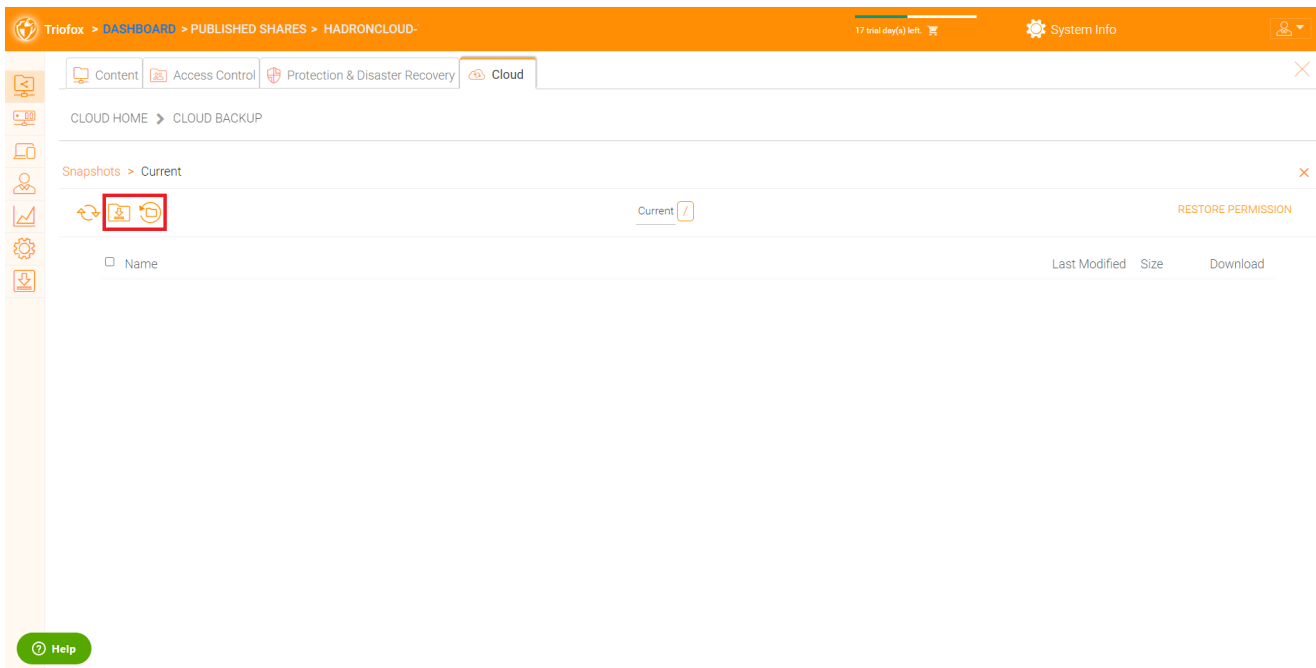 Triofox > DASHBOARD > PUBLISHED SHARES > HADRONCLOUD-
17 trial day(s) left.
System Info
Content
Access Control
Protection & Disaster Recovery
Cloud
CLOUD HOME > CLOUD BACKUP
Snapshots > Current
Current /
RESTORE PERMISSION
Name
Last Modified
Size
Download
? Help